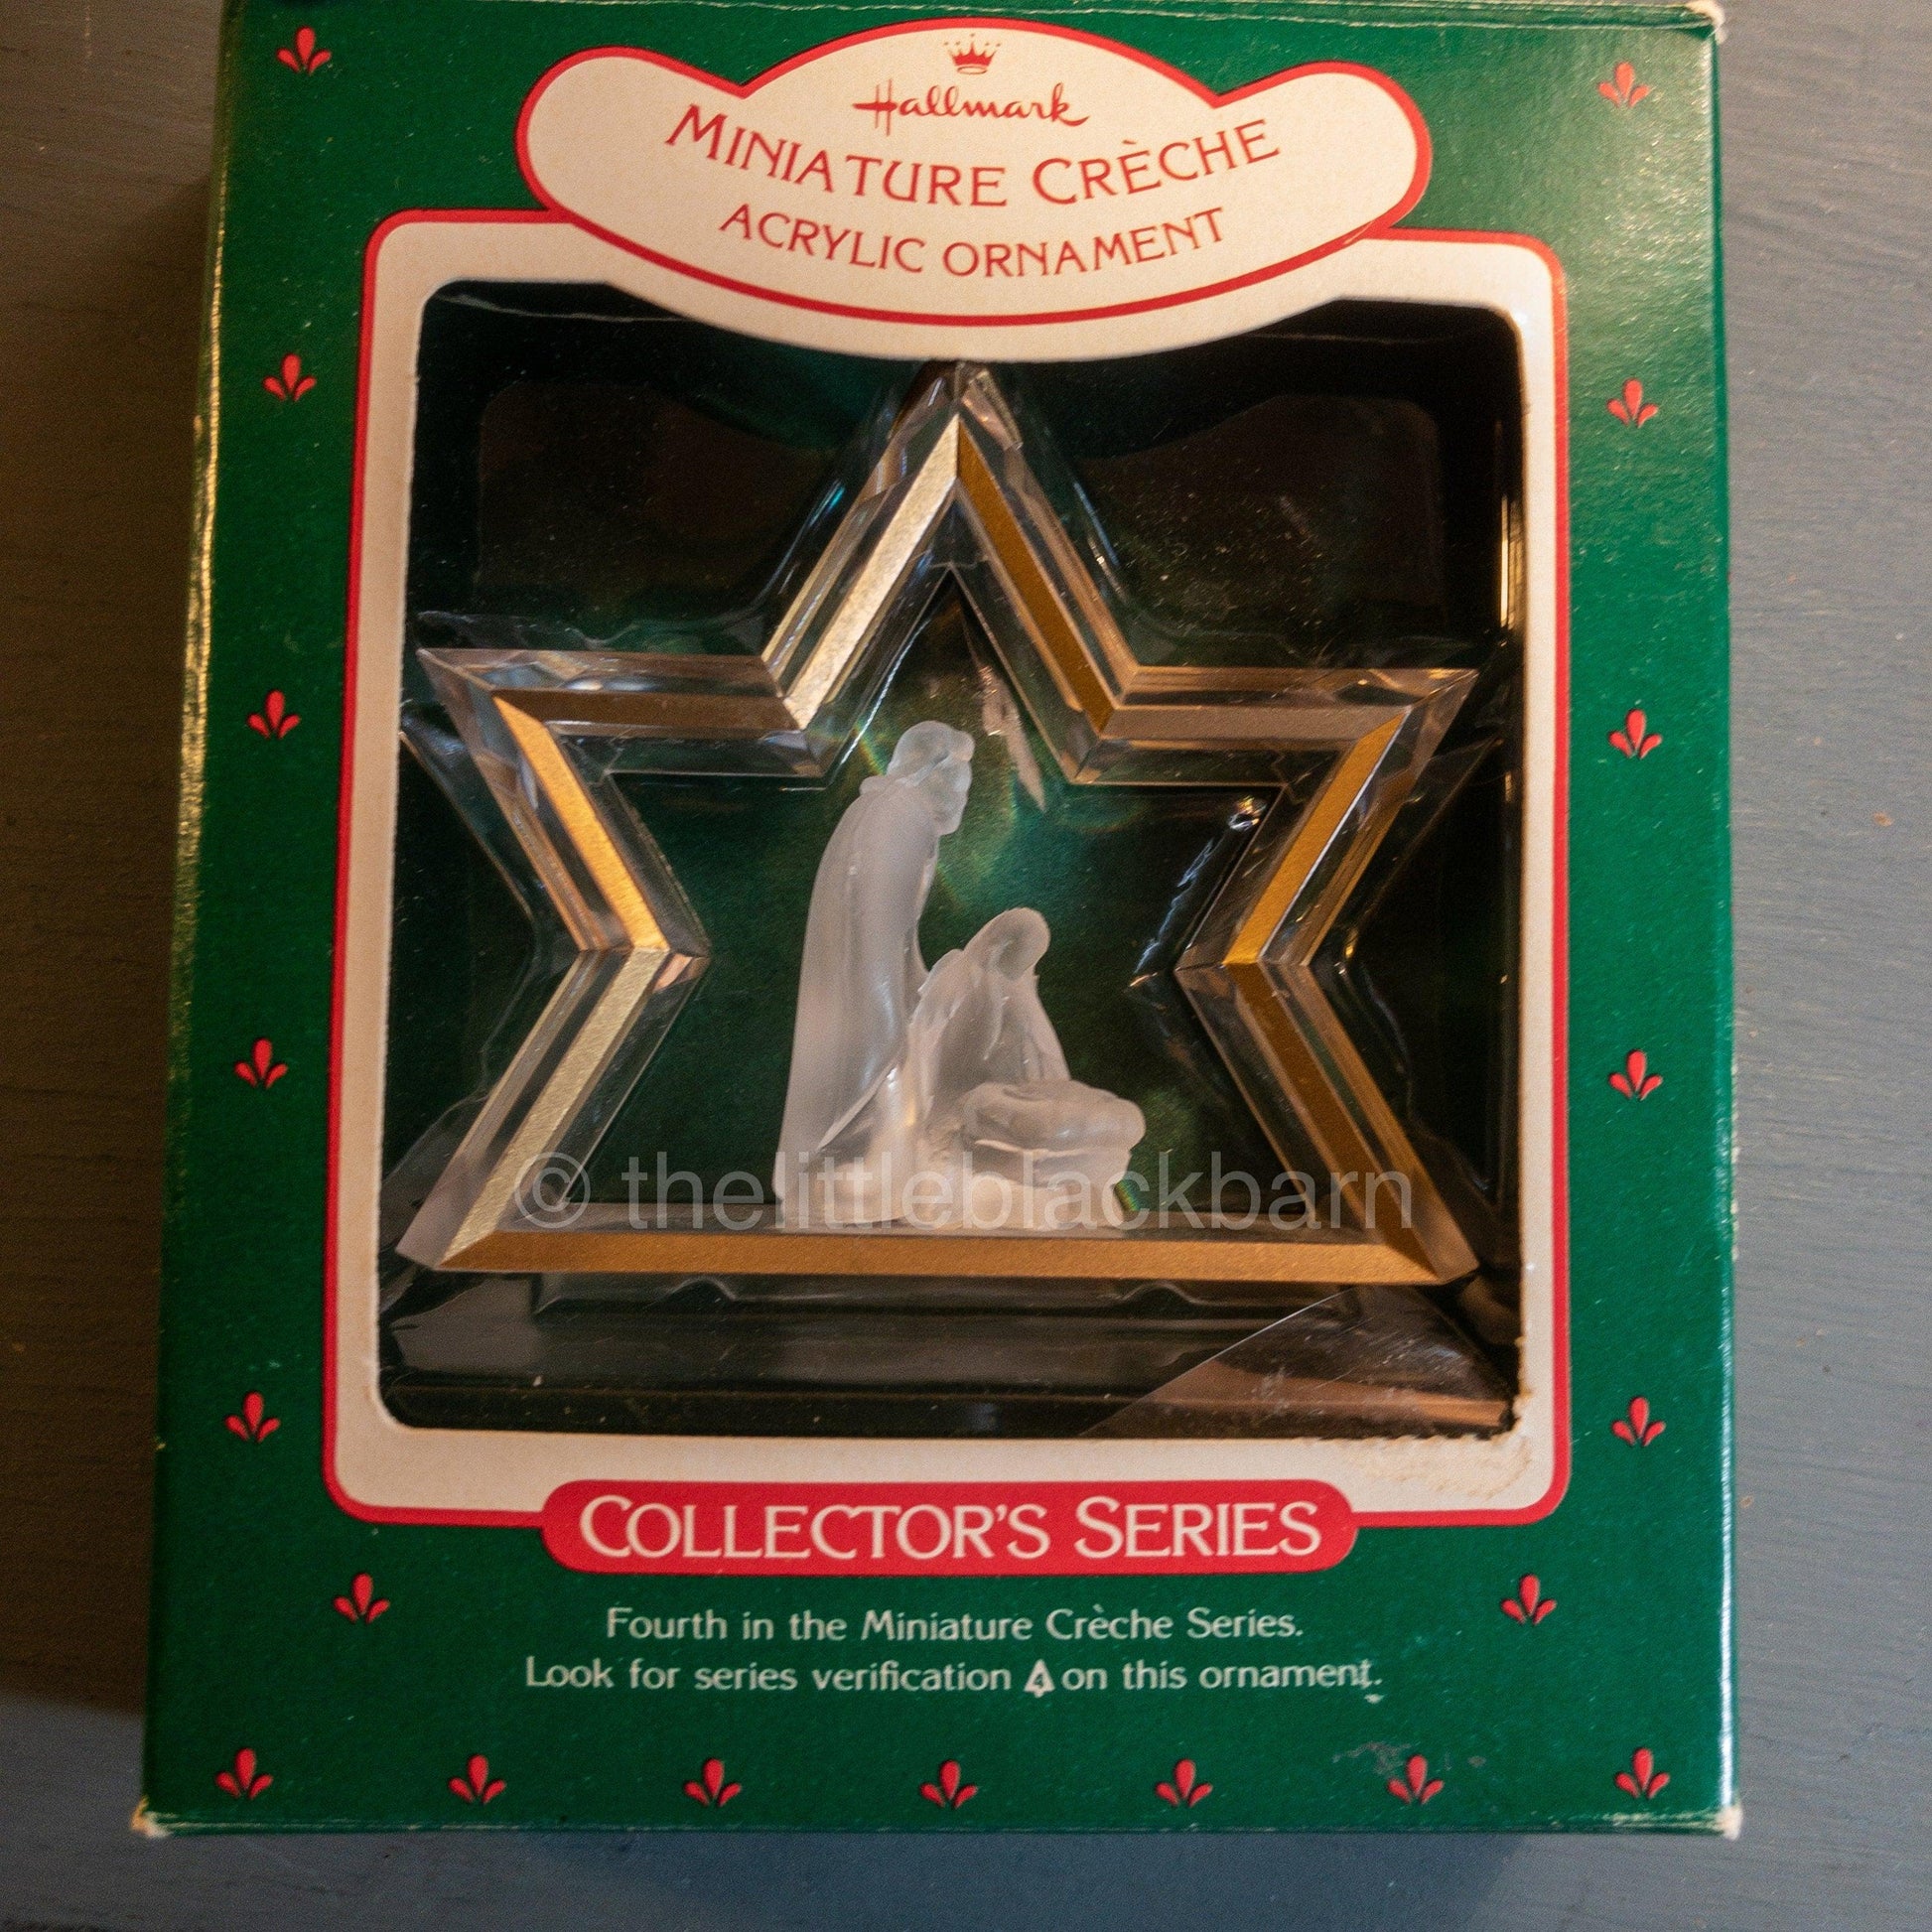 Hallmark
MINIATURE CRÈCHE
ACRYLIC ORNAMENT
© thelittleblackbarn
COLLECTOR'S SERIES
Fourth in the Miniature Crèche Series.
Look for series verification 4 on this ornament.